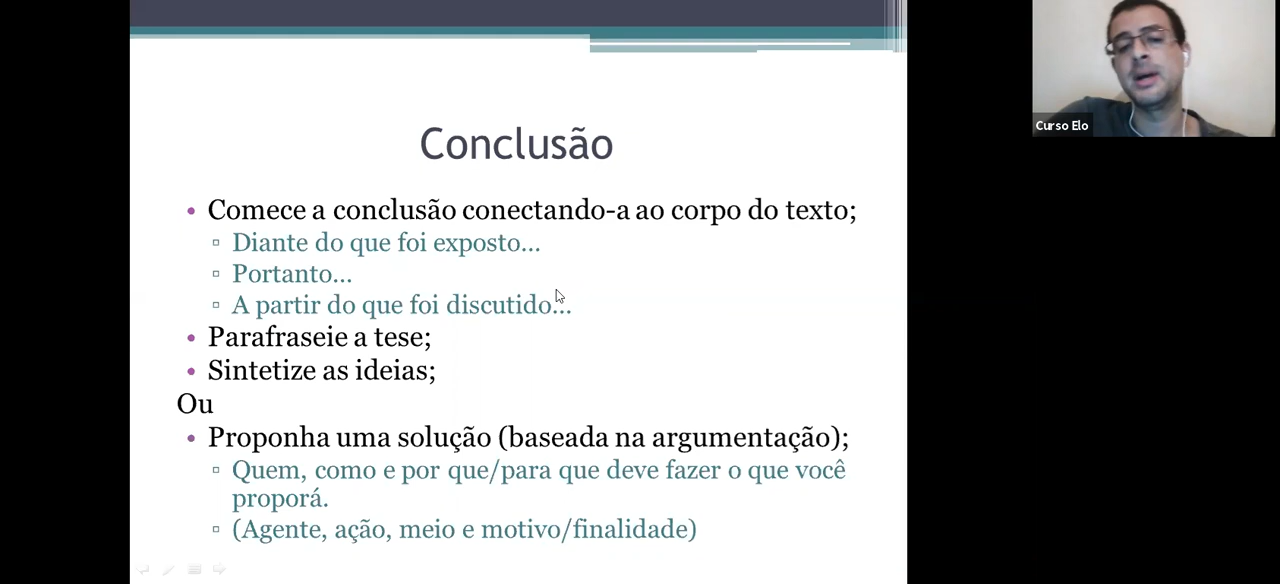 Curso Elo
Conclusão
• Comece a conclusão conectando-a ao corpo do texto;
▫ Diante do que foi exposto...
▫ Portanto...
▫ A partir do que foi discutido...
• Parafraseie a tese;
• Sintetize as ideias;
Ou
• Proponha uma solução (baseada na argumentação);
▫ Quem, como e por que/para que deve fazer o que você
proporá.
▫ (Agente, ação, meio e motivo/finalidade)